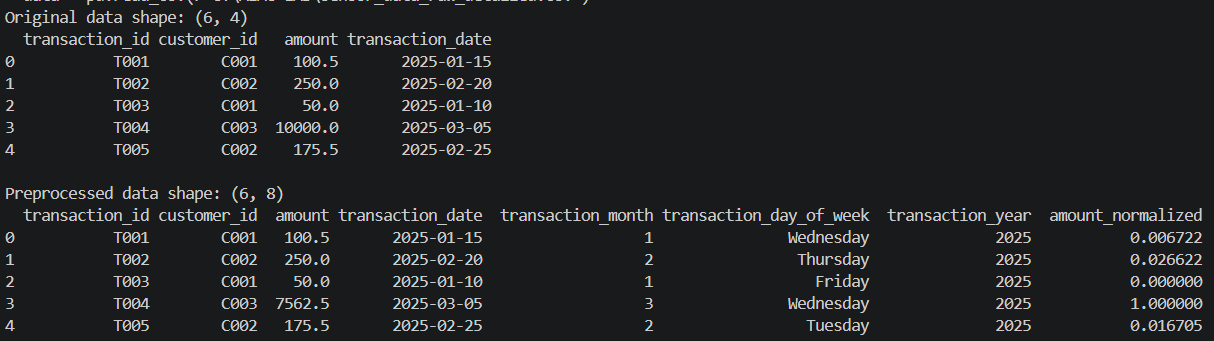 Original data shape: (6, 4)
transaction_id customer_id amount transaction_date
0 T001 C001 100.5 2025-01-15
1 T002 C002 250.0 2025-02-20
2 T003 C001 50.0 2025-01-10
3 T004 C003 10000.0 2025-03-05
4 T005 C002 175.5 2025-02-25
Preprocessed data shape: (6, 8)
transaction_id customer_id amount transaction_date transaction_month transaction_day_of_week transaction_year amount_normalized
0 T001 C001 100.5 2025-01-15 1 Wednesday 2025 0.006722
1 T002 C002 250.0 2025-02-20 2 Thursday 2025 0.026622
2 T003 C001 50.0 2025-01-10 1 Friday 2025 0.000000
3 T004 C003 7562.5 2025-03-05 3 Wednesday 2025 1.000000
4 T005 C002 175.5 2025-02-25 2 Tuesday 2025 0.016705